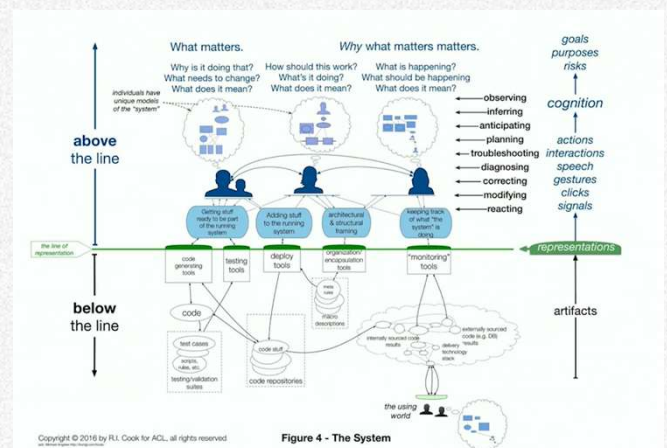 What matters.
Why what matters matters.
Why is it doing that?
What needs to change?
What does it mean?
How should this work?
What's it doing?
What does it mean?
What is happening?
What should be happening
What does it mean?
goals
purposes
risks
cognition
actions
interactions
speech
gestures
clicks
signals
individuals have
unique models
of the "system"
observing
inferring
anticipating
planning
troubleshooting
diagnosing
correcting
modifying
reacting
above
the line
Getting stuff
ready to be part
of the running
system
Adding stuff
to the running
system
architectural
& structural
framing
keeping track
of what "the
system" is
doing
the line of
representation
representations
code
generating
tools
testing
tools
deploy
tools
organization/
encapsulation
tools
"monitoring"
tools
below
the line
artifacts
code
meta
rules
macro
descriptions
test cases
scripts,
rules, etc.
testing/validation
suites
code stuff
code repositories
internally sourced code
results
externally sourced
code (e.g. DB)
results
delivery
technology
stack
the using
world
Copyright © 2016 by R.I. Cook for ACL, all rights reserved
Figure 4 - The System